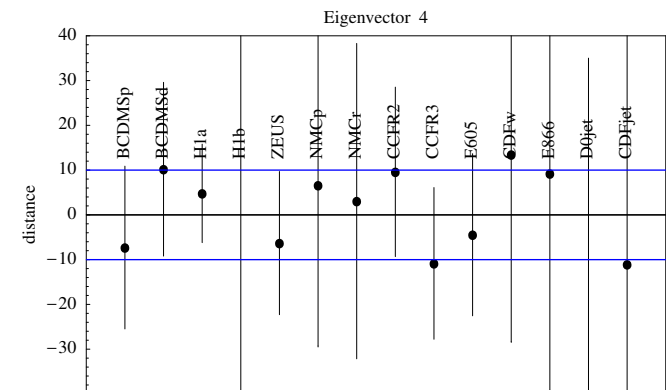 Eigenvector 4
40
30
20
10
0
−10
−20
−30
distance
BCDMSp
BCDMSd
H1a
H1b
ZEUS
NMCp
NMCr
CCFR2
CCFR3
E605
CDFw
E866
D0jet
CDFjet